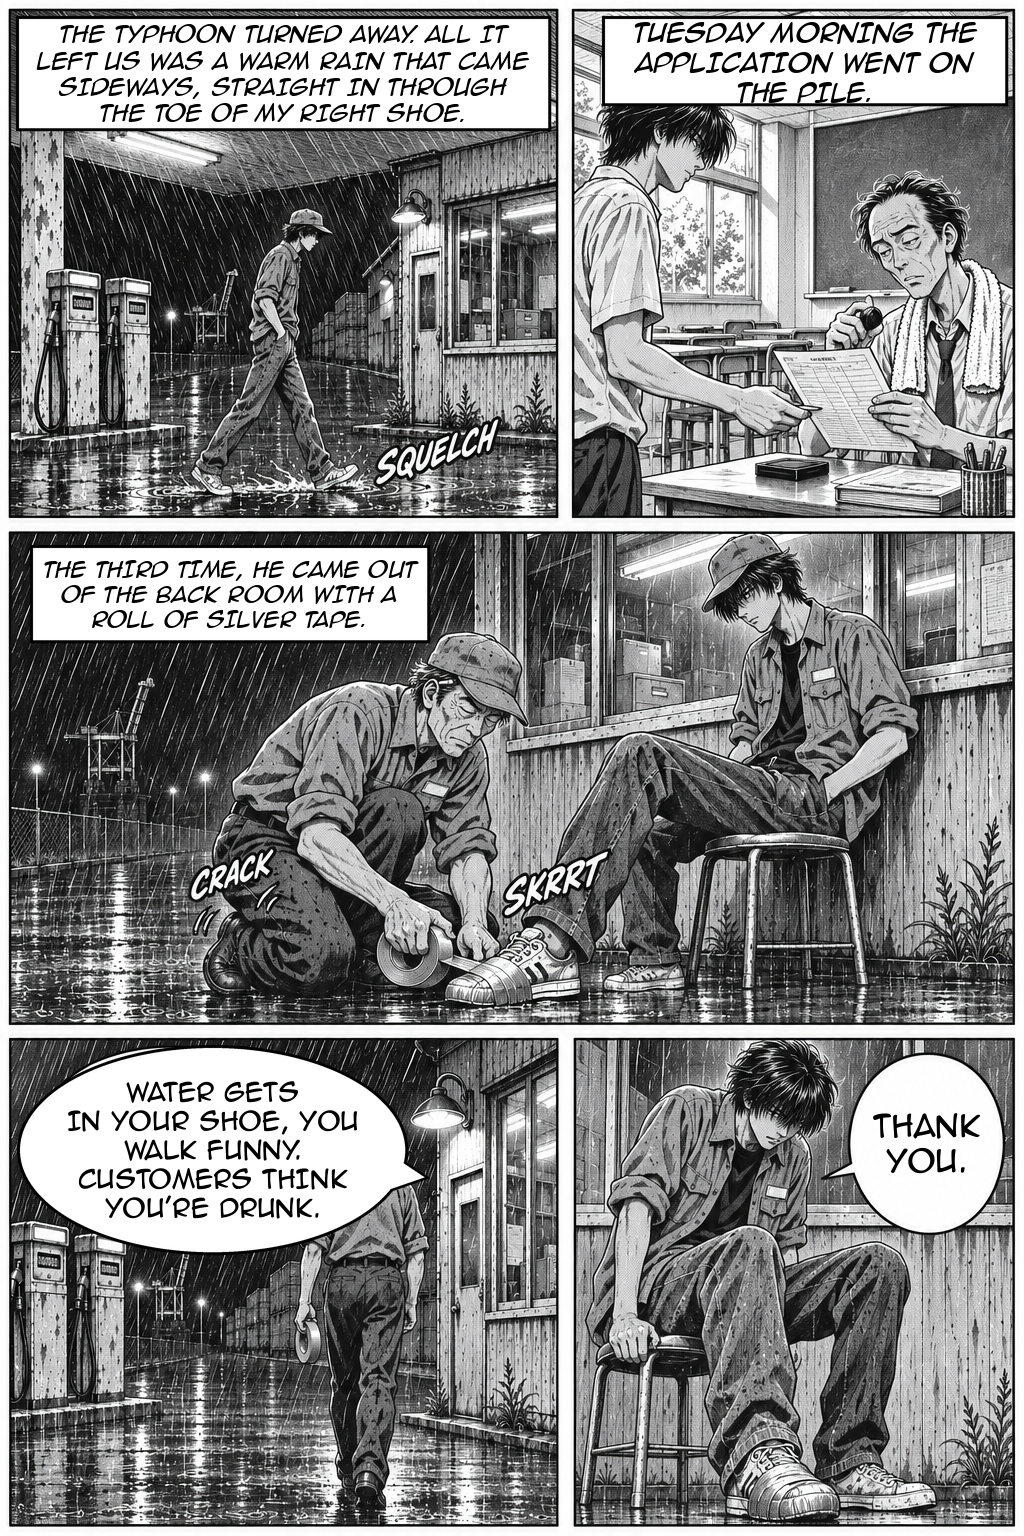 THE TYPHOON TURNED AWAY. ALL IT
LEFT US WAS A WARM RAIN THAT CAME
SIDEWAYS, STRAIGHT IN THROUGH
THE TOE OF MY RIGHT SHOE.
SQUELCH
TUESDAY MORNING THE
APPLICATION WENT ON
THE PILE.
THE THIRD TIME, HE CAME OUT
OF THE BACK ROOM WITH A
ROLL OF SILVER TAPE.
CRACK
SKRRT
WATER GETS
IN YOUR SHOE, YOU
WALK FUNNY.
CUSTOMERS THINK
YOU'RE DRUNK.
THANK
YOU.